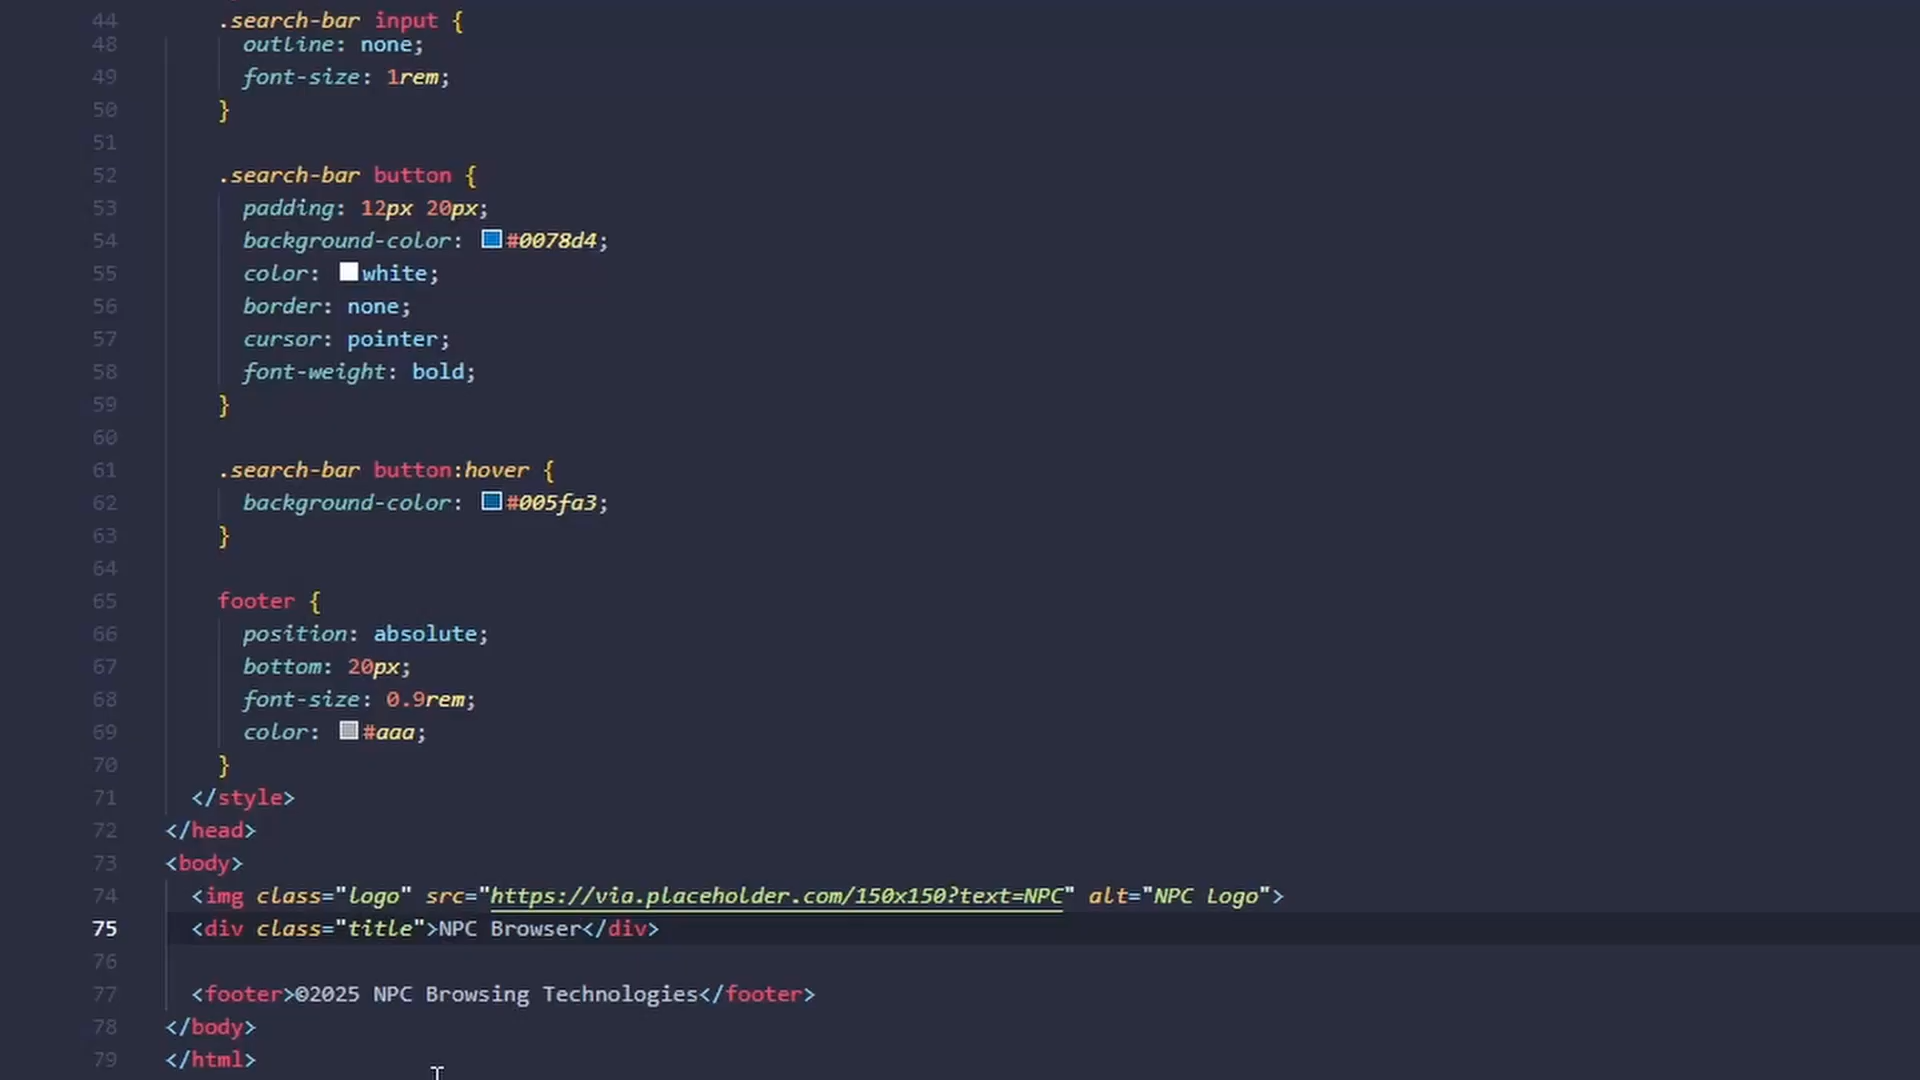 44 .search-bar input {
48 outline: none;
49 font-size: 1rem;
50 }
51
52 .search-bar button {
53 padding: 12px 20px;
54 background-color: #0078d4;
55 color: white;
56 border: none;
57 cursor: pointer;
58 font-weight: bold;
59 }
60
61 .search-bar button:hover {
62 background-color: #005fa3;
63 }
64
65 footer {
66 position: absolute;
67 bottom: 20px;
68 font-size: 0.9rem;
69 color: #aaa;
70 }
71 </style>
72 </head>
73 <body>
74 <img class="logo" src="https://via.placeholder.com/150x150?text=NPC" alt="NPC Logo">
75 <div class="title">NPC Browser</div>
76
77 <footer>©2025 NPC Browsing Technologies</footer>
78 </body>
79 </html>